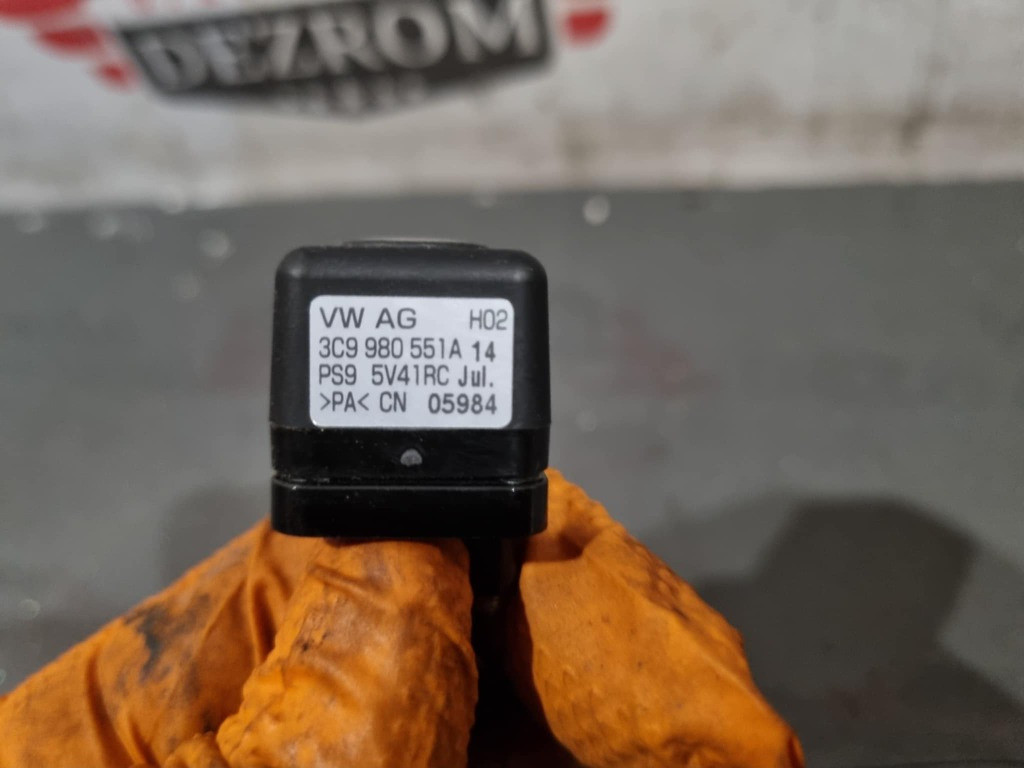 DEZROM
VW AG H02
3C9 980 551A 14
PS9 5V41RC Jul.
>PA< CN 05984